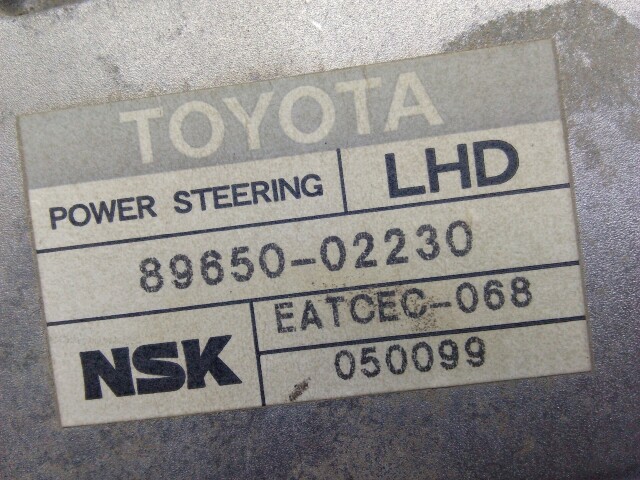 TOYOTA
POWER STEERING LHD
89650-02230
NSK EATCEC-068
050099